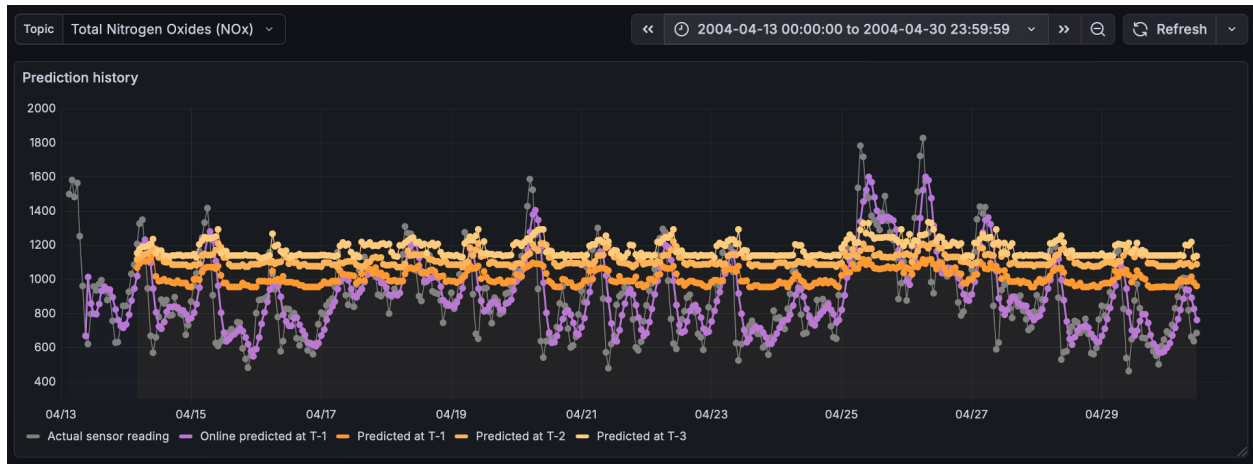 Topic Total Nitrogen Oxides (NOx) 2004-04-13 00:00:00 to 2004-04-30 23:59:59 Refresh
Prediction history
2000
1800
1600
1400
1200
1000
800
600
400
04/13 04/15 04/17 04/19 04/21 04/23 04/25 04/27 04/29
Actual sensor reading Online predicted at T-1 Predicted at T-1 Predicted at T-2 Predicted at T-3